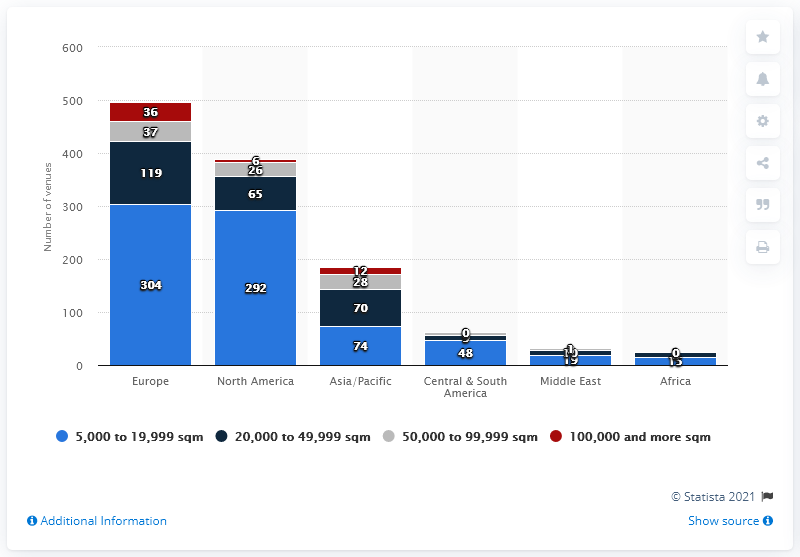 600
500
400
300
200
100
0
Number of venues
36
37
119
304
6
26
65
292
12
28
70
74
0
48
1
0
Europe
North America
Asia/Pacific
Central & South
America
Middle East
Africa
5,000 to 19,999 sqm
20,000 to 49,999 sqm
50,000 to 99,999 sqm
100,000 and more sqm
© Statista 2021
Additional Information
Show source